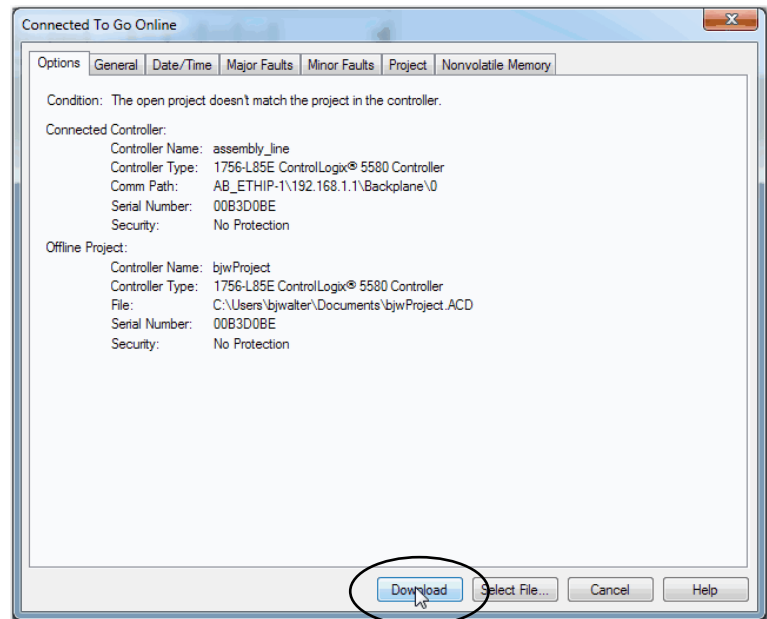 Connected To Go Online
Options General Date/Time Major Faults Minor Faults Project Nonvolatile Memory
Condition: The open project doesn't match the project in the controller.
Connected Controller:
Controller Name: assembly_line
Controller Type: 1756-L85E ControlLogix® 5580 Controller
Comm Path: AB_ETHIP-1\192.168.1.1\Backplane\0
Serial Number: 00B3D0BE
Security: No Protection
Offline Project:
Controller Name: bjwProject
Controller Type: 1756-L85E ControlLogix® 5580 Controller
File: C:\Users\bjwalter\Documents\bjwProject.ACD
Serial Number: 00B3D0BE
Security: No Protection
Download Select File... Cancel Help